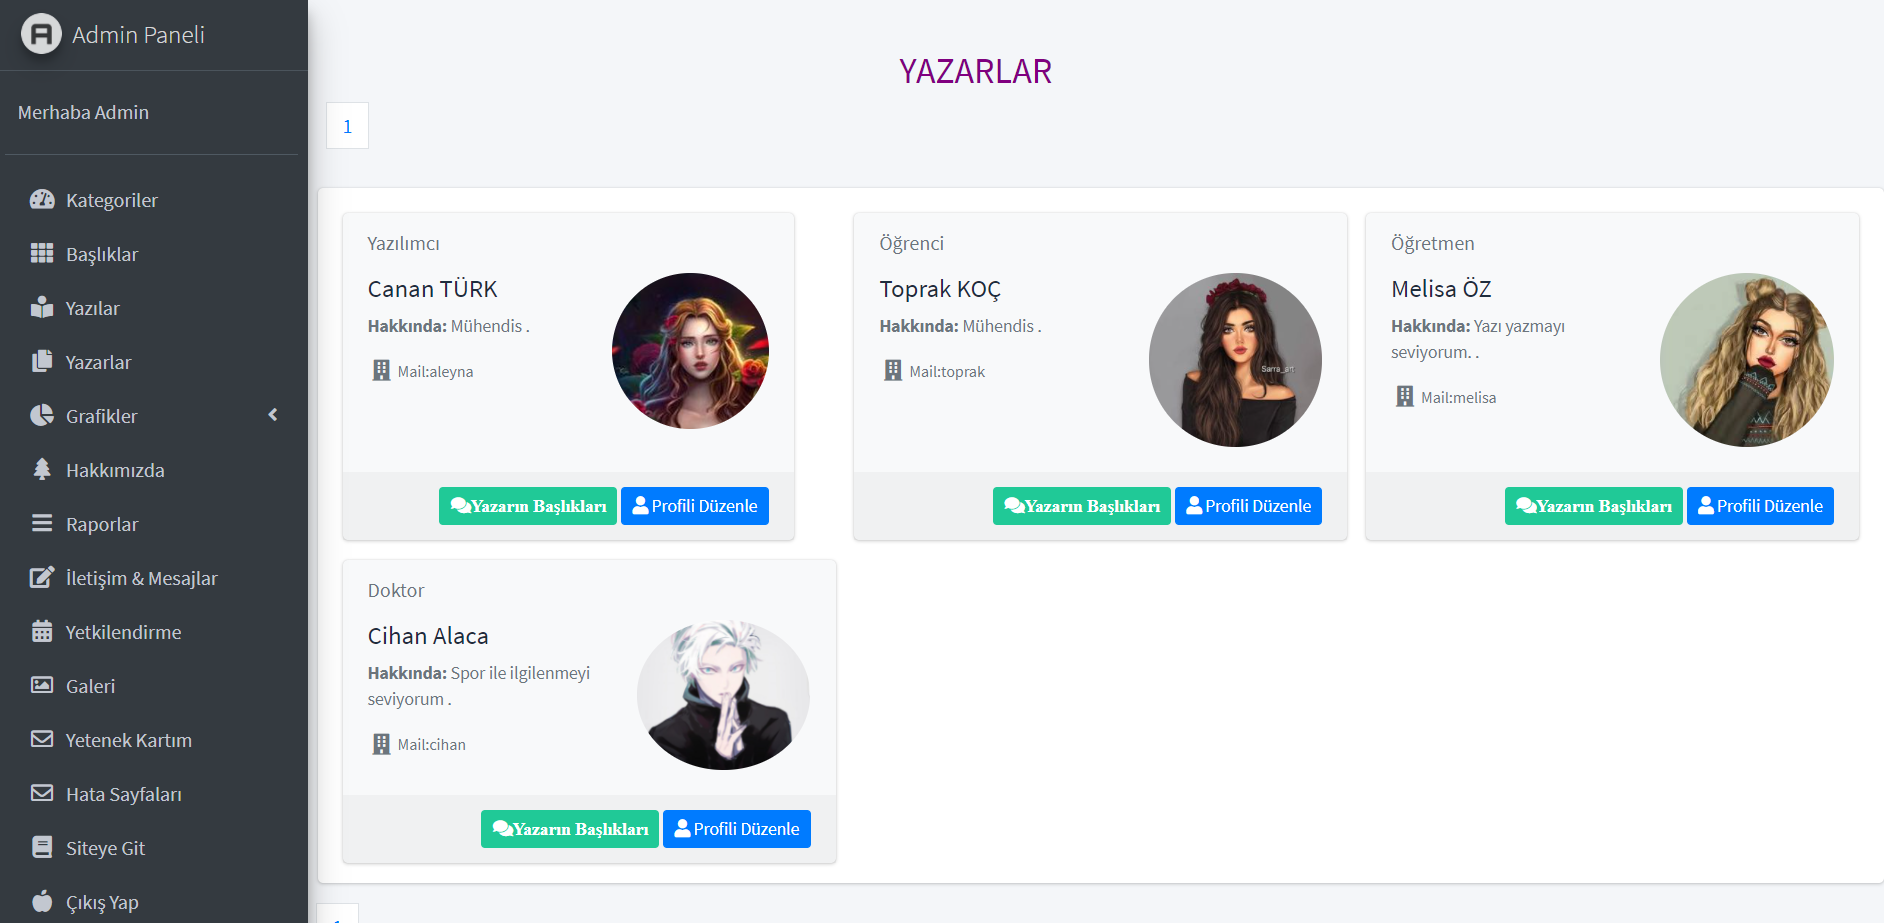 Admin Paneli
Merhaba Admin
Kategoriler
Başlıklar
Yazılar
Yazarlar
Grafikler
Hakkımızda
Raporlar
İletişim & Mesajlar
Yetkilendirme
Galeri
Yetenek Kartım
Hata Sayfaları
Siteye Git
Çıkış Yap
YAZARLAR
1
Yazılımcı
Canan TÜRK
Hakkında: Mühendis .
Mail:aleyna
Yazarın Başlıkları
Profili Düzenle
Öğrenci
Toprak KOÇ
Hakkında: Mühendis .
Mail:toprak
Sarra_art
Yazarın Başlıkları
Profili Düzenle
Öğretmen
Melisa ÖZ
Hakkında: Yazı yazmayı
seviyorum. .
Mail:melisa
Yazarın Başlıkları
Profili Düzenle
Doktor
Cihan Alaca
Hakkında: Spor ile ilgilenmeyi
seviyorum .
Mail:cihan
Yazarın Başlıkları
Profili Düzenle